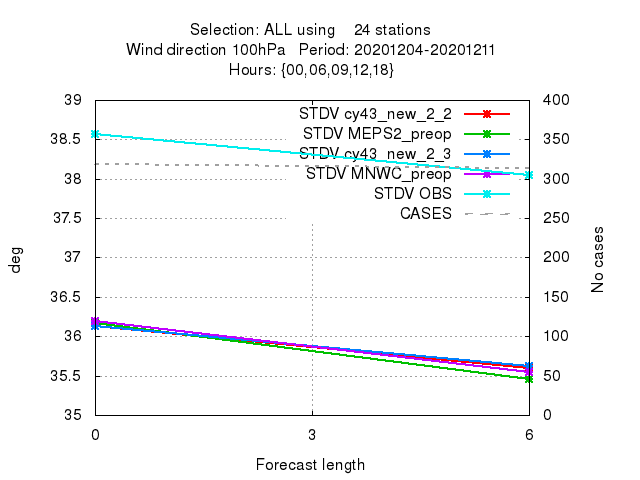 Selection: ALL using 24 stations
Wind direction 100hPa Period: 20201204-20201211
Hours: {00,06,09,12,18}
39
38.5
38
37.5
37
36.5
36
35.5
35
400
350
300
250
200
150
100
50
0
STDV cy43_new_2_2
STDV MEPS2_preop
STDV cy43_new_2_3
STDV MNWC_preop
STDV OBS
CASES
deg
No cases
0
3
6
Forecast length